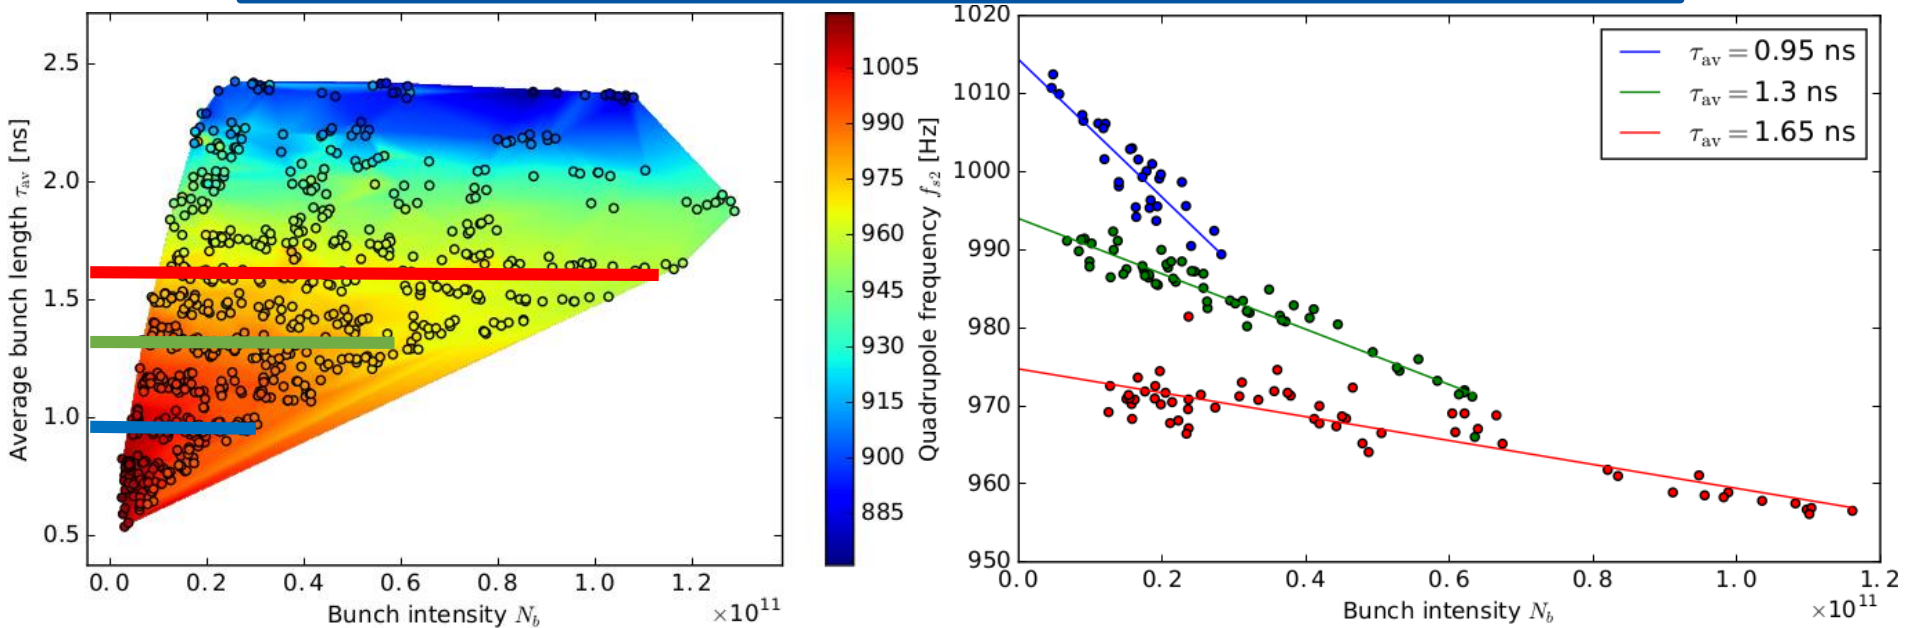 2.5
2.0
1.5
1.0
0.5
Average bunch length τav [ns]
0.0 0.2 0.4 0.6 0.8 1.0 1.2
Bunch intensity Nb
×10¹¹
1005
990
975
960
945
930
915
900
885
Quadrupole frequency fs2 [Hz]
1020
1010
1000
990
980
970
960
950
τav = 0.95 ns
τav = 1.3 ns
τav = 1.65 ns
0.0 0.2 0.4 0.6 0.8 1.0 1.2
Bunch intensity Nb
×10¹¹